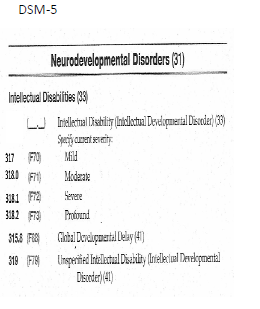 DSM-5
Neurodevelopmental Disorders (31)
Intellectual Disabilities (33)
(__.__) Intellectual Disability (Intellectual Developmental Disorder) (33)
Specify current severity:
317 (F70) Mild
318.0 (F71) Moderate
318.1 (F72) Severe
318.2 (F73) Profound
315.8 (F88) Global Developmental Delay (41)
319 (F79) Unspecified Intellectual Disability (Intellectual Developmental
Disorder) (41)